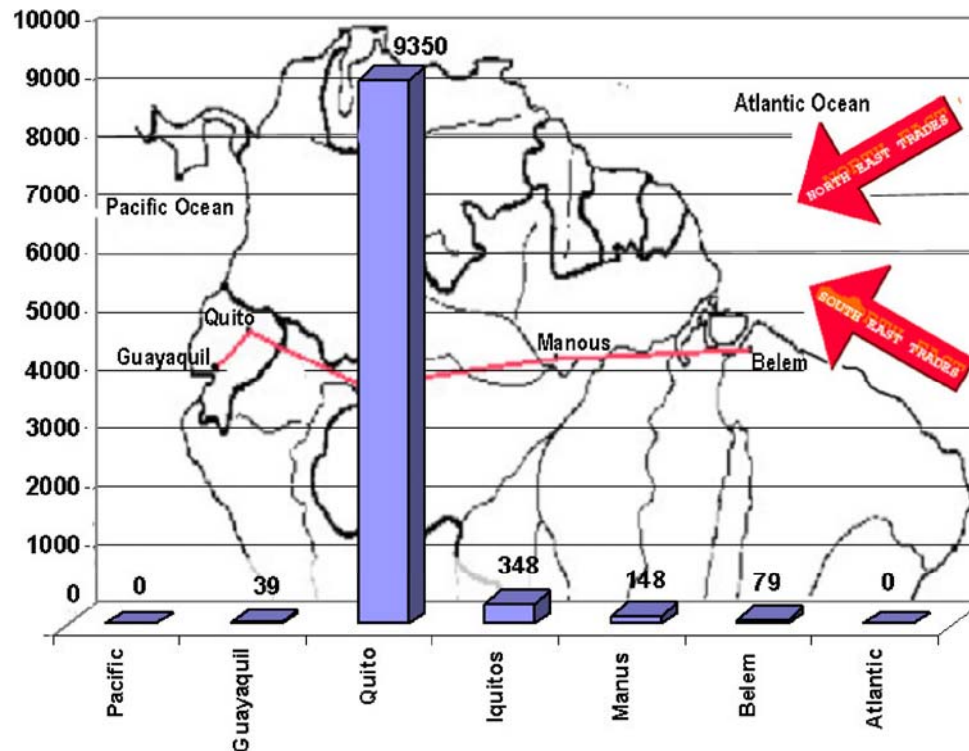 10000
9000
8000
7000
6000
5000
4000
3000
2000
1000
0
9350
Atlantic Ocean
NORTH EAST TRADES
Pacific Ocean
SOUTH EAST TRADES
Quito
Guayaquil
Manous
Belem
0
39
348
148
79
0
Pacific
Guayaquil
Quito
Iquitos
Manus
Belem
Atlantic